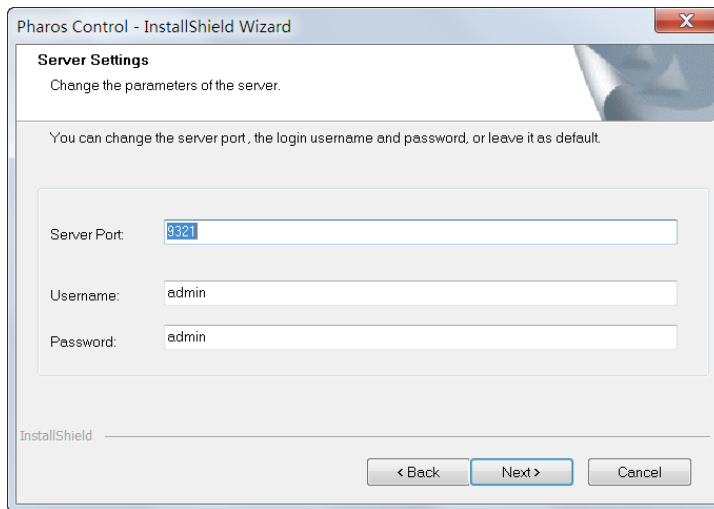 Pharos Control - InstallShield Wizard
X
Server Settings
Change the parameters of the server.
You can change the server port, the login username and password, or leave it as default.
Server Port: 9321
Username: admin
Password: admin
InstallShield
< Back Next > Cancel